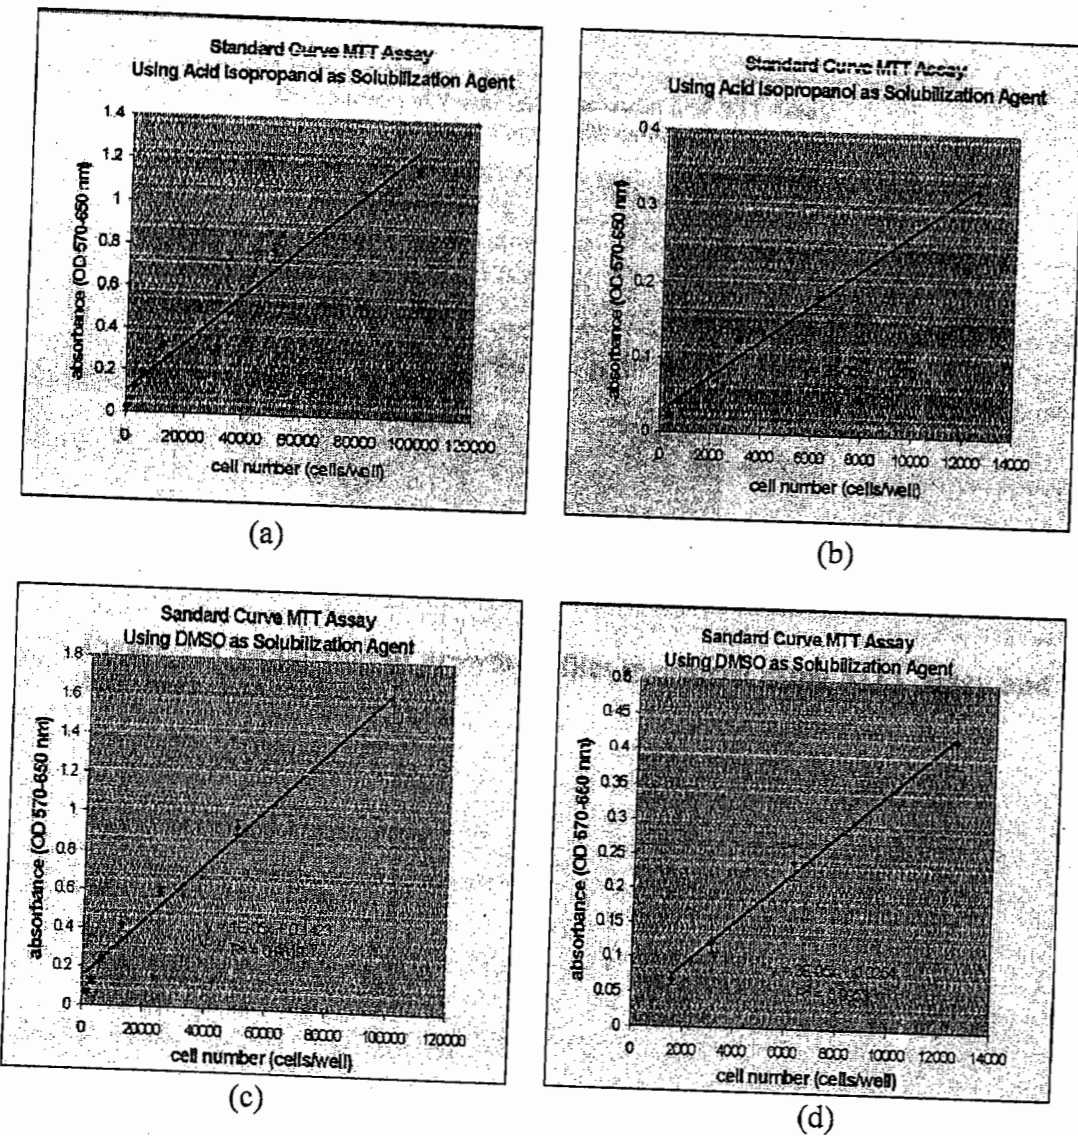 Standard Curve MTT Assay
Using Acid Isopropanol as Solubilization Agent
absorbance (OD 570-650 nm)
1.4
1.2
1
0.8
0.6
0.4
0.2
0
0 20000 40000 60000 80000 100000 120000
cell number (cells/well)
(a)
Standard Curve MTT Assay
Using Acid Isopropanol as Solubilization Agent
absorbance (OD 570-650 nm)
0.4
0.3
0.2
0.1
0
0 2000 4000 6000 8000 10000 12000 14000
cell number (cells/well)
(b)
Sandard Curve MTT Assay
Using DMSO as Solubilization Agent
absorbance (OD 570-650 nm)
1.8
1.6
1.4
1.2
1
0.8
0.6
0.4
0.2
0
0 20000 40000 60000 80000 100000 120000
cell number (cells/well)
(c)
Sandard Curve MTT Assay
Using DMSO as Solubilization Agent
absorbance (OD 570-650 nm)
0.5
0.45
0.4
0.35
0.3
0.25
0.2
0.15
0.1
0.05
0
0 2000 4000 6000 8000 10000 12000 14000
cell number (cells/well)
(d)